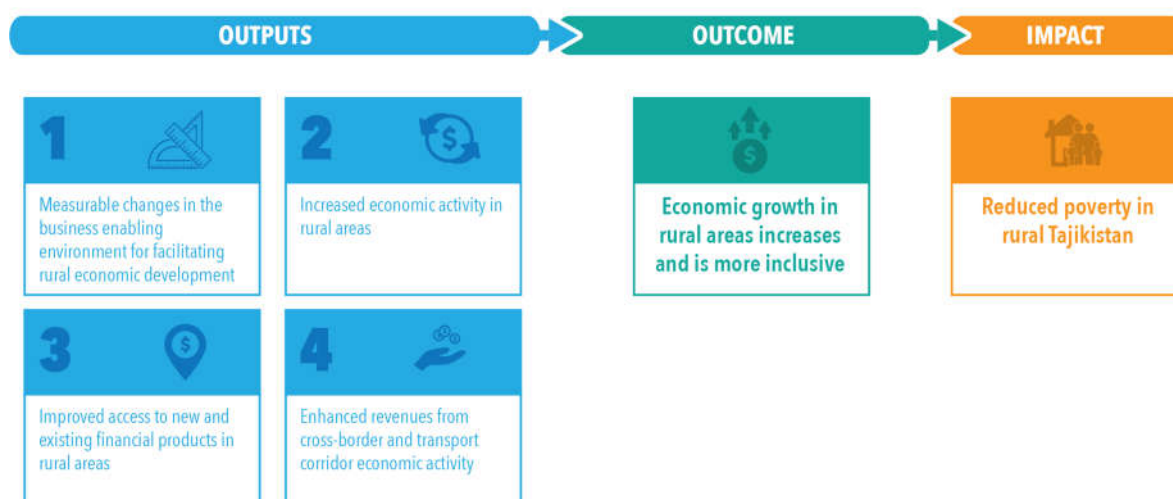 OUTPUTS
OUTCOME
IMPACT
1
Measurable changes in the
business enabling
environment for facilitating
rural economic development
2
$
Increased economic activity in
rural areas
3
$
Improved access to new and
existing financial products in
rural areas
4
Enhanced revenues from
cross-border and transport
corridor economic activity
$
Economic growth in
rural areas increases
and is more inclusive
Reduced poverty in
rural Tajikistan